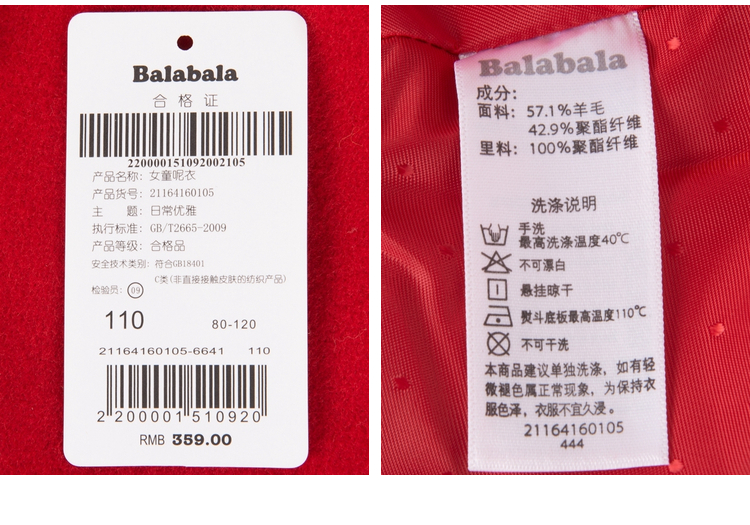 Balabala
合格证
220000151092002105
产品名称：女童呢衣
产品货号：21164160105
主　题：日常优雅
执行标准：GB/T2665-2009
产品等级：合格品
安全技术类别：符合GB18401
C类(非直接接触皮肤的纺织产品)
检验员：09
110 80-120
21164160105-6641 110
2 200001 510920
RMB 359.00
Balabala
成分：
面料：57.1%羊毛
42.9%聚酯纤维
里料：100%聚酯纤维
洗涤说明
手洗
最高洗涤温度40℃
不可漂白
悬挂晾干
熨斗底板最高温度110℃
不可干洗
本商品建议单独洗涤，如有轻
微褪色属正常现象，为保持衣
服色泽，衣服不宜久浸。
21164160105
444